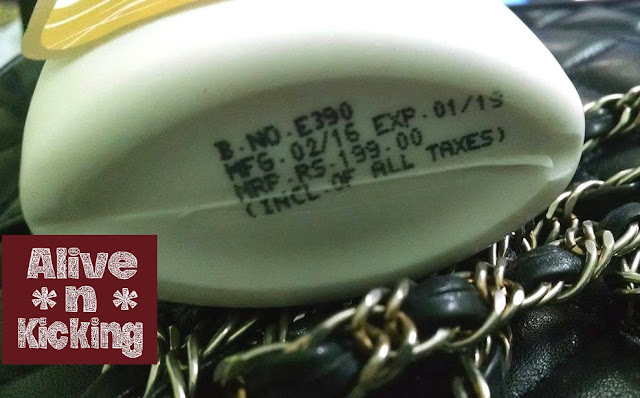 B.NO.E390
MFG.02/16 EXP.01/19
MRP.RS.199.00
(INCL.OF ALL TAXES)
Alive
*n*
Kicking